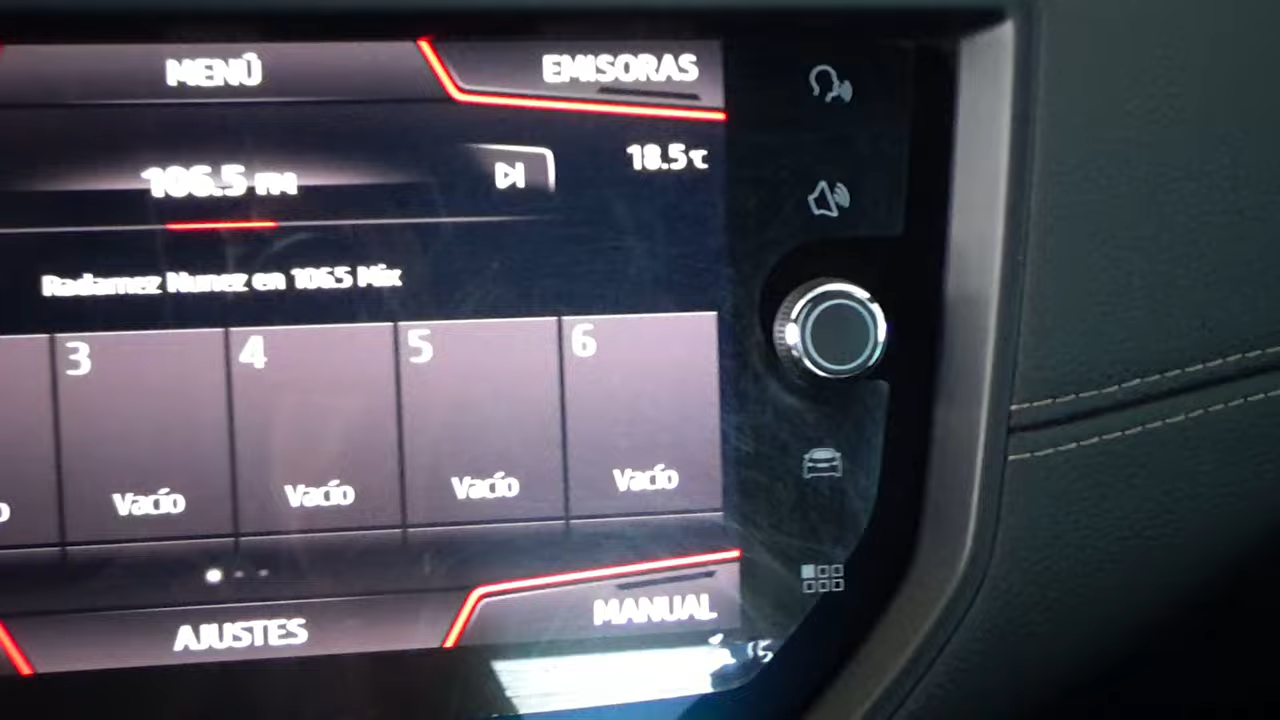 MENÚ
EMISORAS
106.5 FM
18.5°C
Radamez Nunez en 106.5 Mix
3
4
5
6
Vacío
Vacío
Vacío
Vacío
AJUSTES
MANUAL